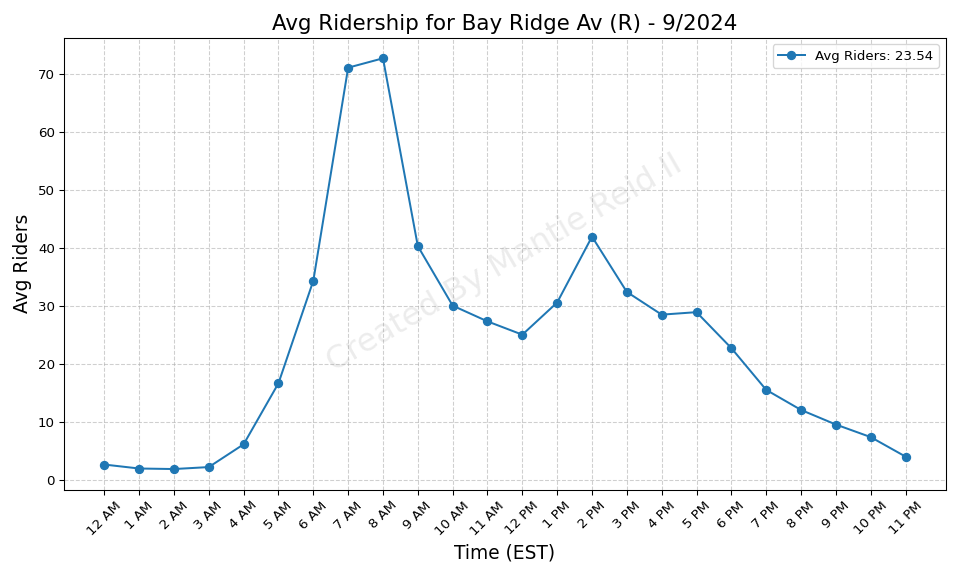 Avg Ridership for Bay Ridge Av (R) - 9/2024
Avg Riders: 23.54
Avg Riders
70
60
50
40
30
20
10
0
Created By Mantie Reid II
12 AM
1 AM
2 AM
3 AM
4 AM
5 AM
6 AM
7 AM
8 AM
9 AM
10 AM
11 AM
12 PM
1 PM
2 PM
3 PM
4 PM
5 PM
6 PM
7 PM
8 PM
9 PM
10 PM
11 PM
Time (EST)